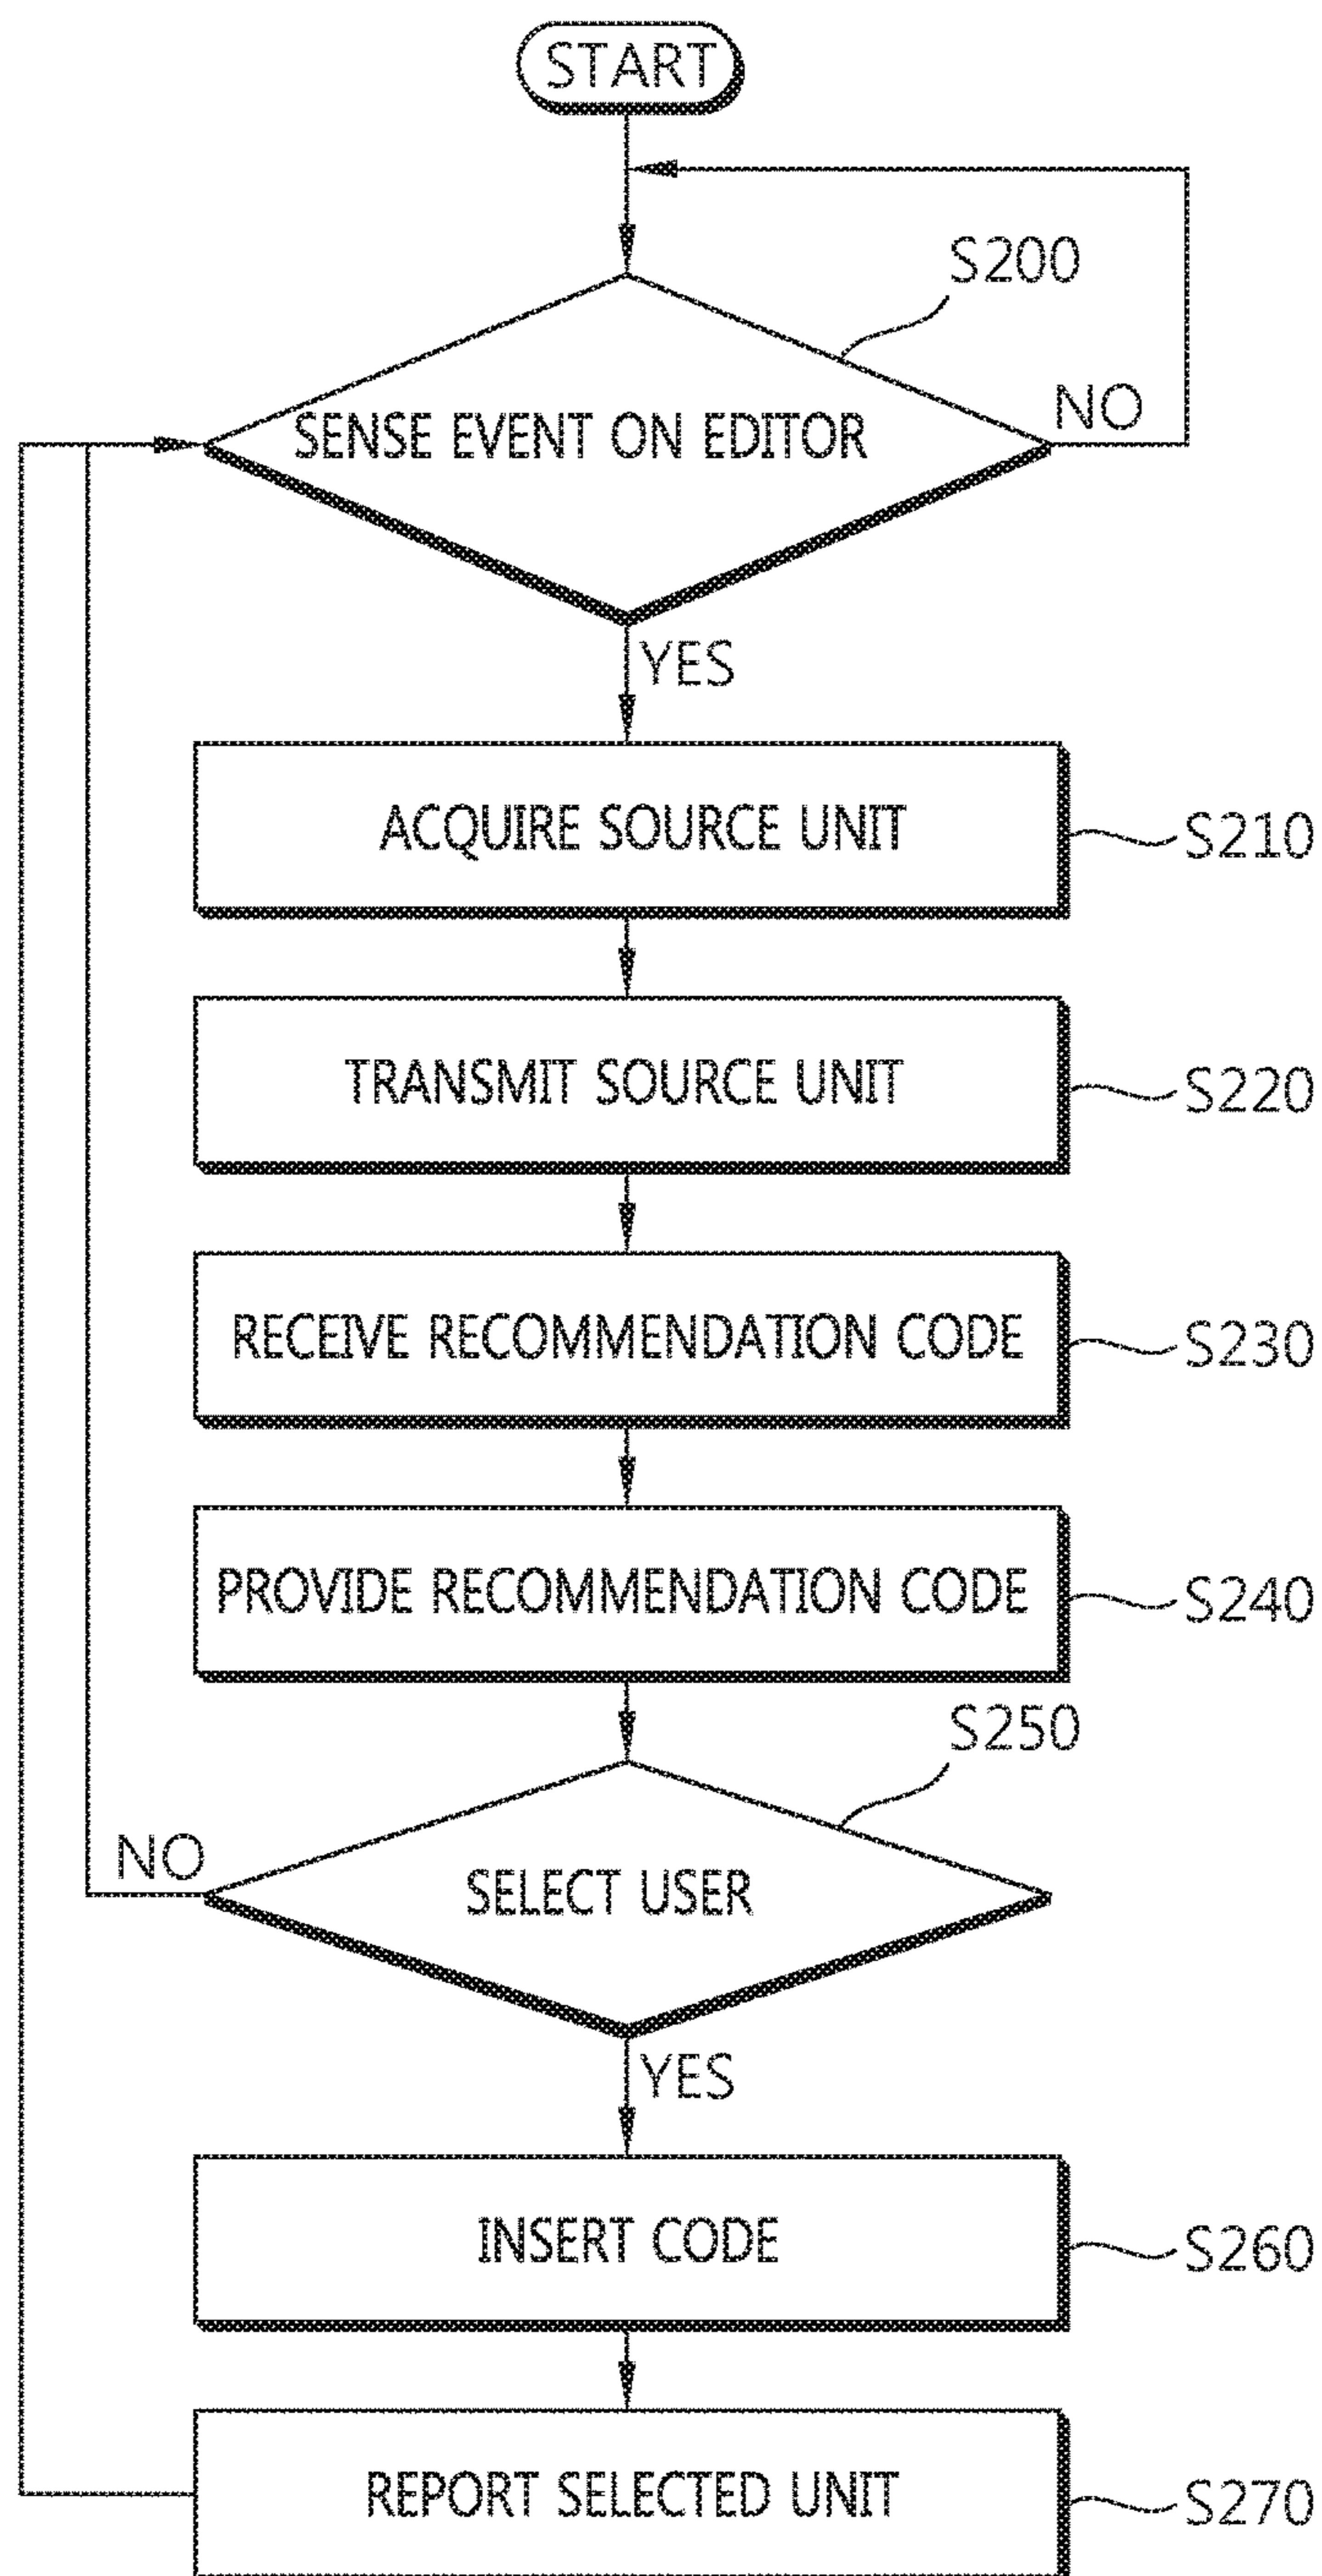 START
S200
NO
SENSE EVENT ON EDITOR
YES
ACQUIRE SOURCE UNIT
S210
TRANSMIT SOURCE UNIT
S220
RECEIVE RECOMMENDATION CODE
S230
PROVIDE RECOMMENDATION CODE
S240
S250
NO
SELECT USER
YES
INSERT CODE
S260
REPORT SELECTED UNIT
S270